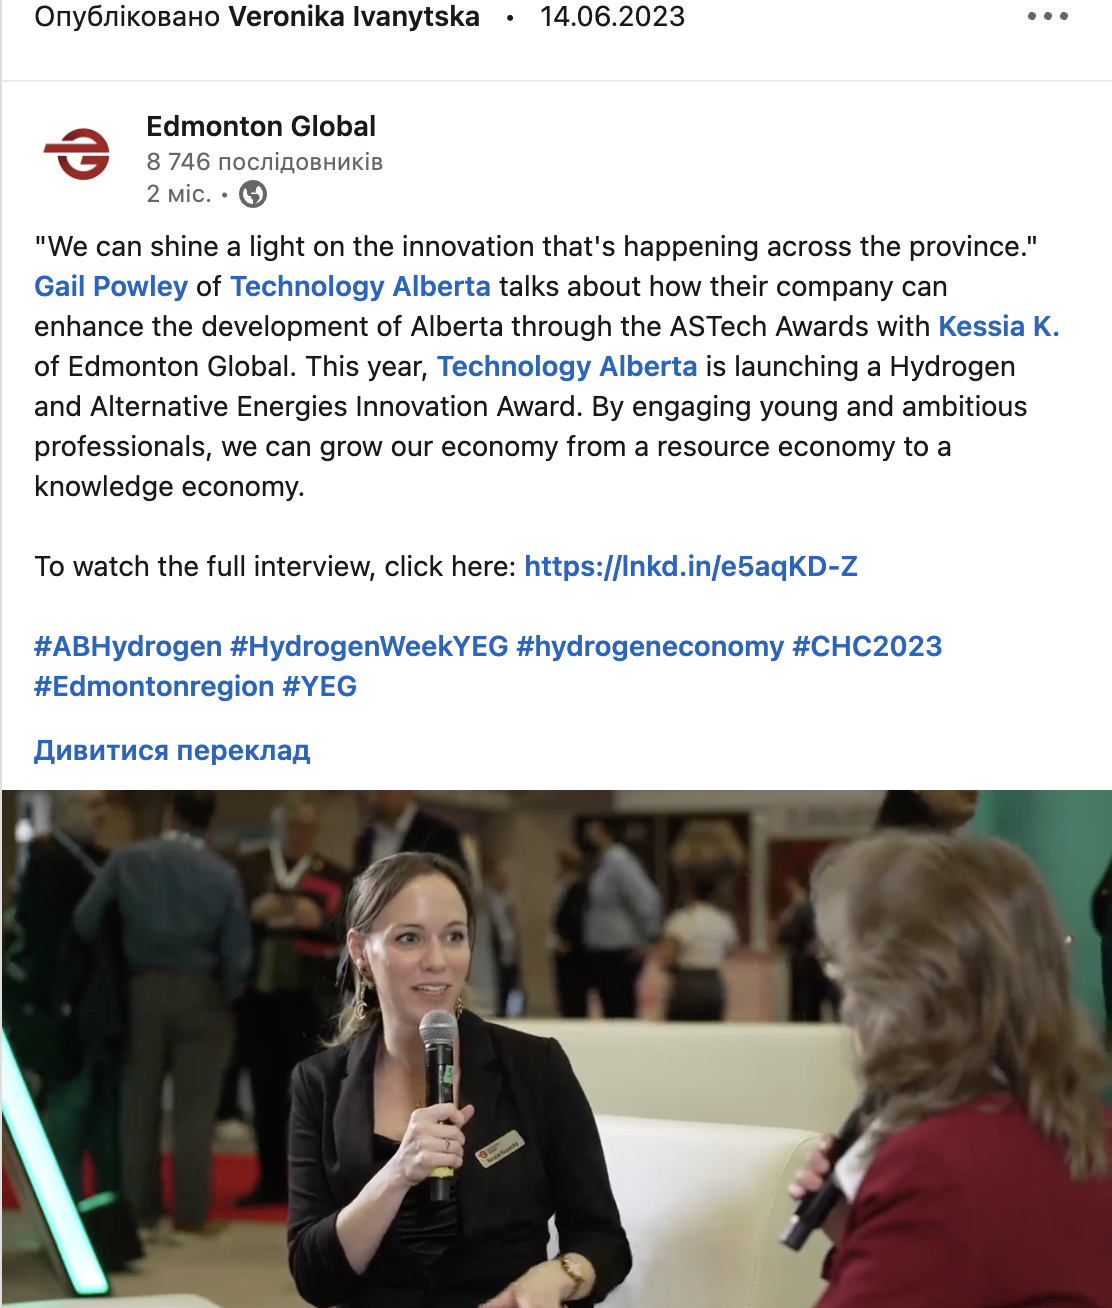 Опубліковано Veronika Ivanytska • 14.06.2023
Edmonton Global
8 746 послідовників
2 міс. •
"We can shine a light on the innovation that's happening across the province."
Gail Powley of Technology Alberta talks about how their company can
enhance the development of Alberta through the ASTech Awards with Kessia K.
of Edmonton Global. This year, Technology Alberta is launching a Hydrogen
and Alternative Energies Innovation Award. By engaging young and ambitious
professionals, we can grow our economy from a resource economy to a
knowledge economy.
To watch the full interview, click here: https://lnkd.in/e5aqKD-Z
#ABHydrogen #HydrogenWeekYEG #hydrogeneconomy #CHC2023
#Edmontonregion #YEG
Дивитися переклад